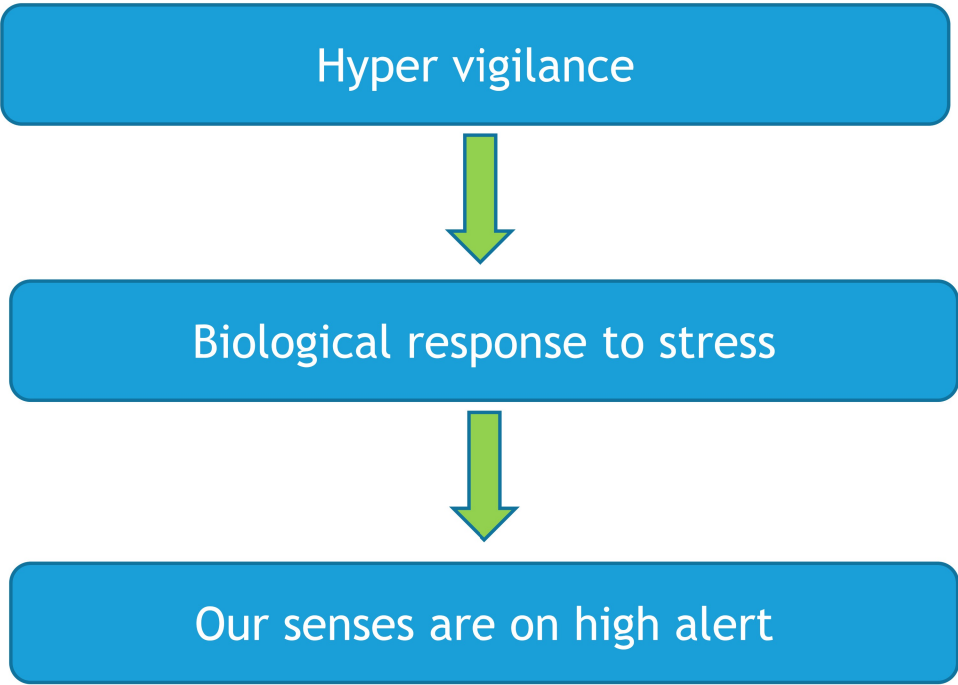 Hyper vigilance
Biological response to stress
Our senses are on high alert